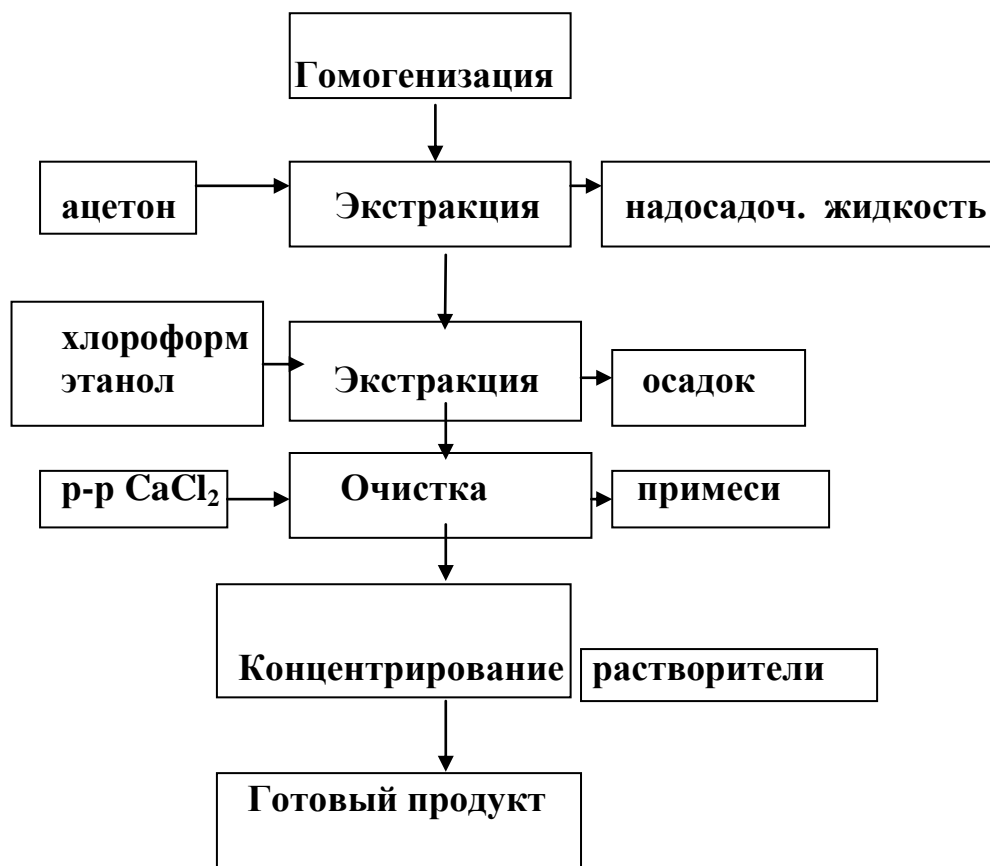 Гомогенизация
ацетон
Экстракция
надосадоч. жидкость
хлороформ
этанол
Экстракция
осадок
р-р CaCl₂
Очистка
примеси
Концентрирование
растворители
Готовый продукт